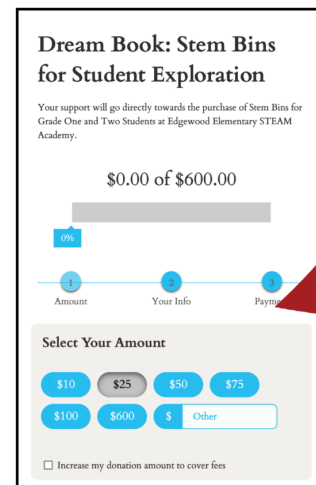 Dream Book: Stem Bins
for Student Exploration
Your support will go directly towards the purchase of Stem Bins for
Grade One and Two Students at Edgewood Elementary STEAM
Academy.
$0.00 of $600.00
0%
1 2 3
Amount Your Info
Select Your Amount
$10 $25 $50 $75
$100 $600 $ Other
Increase my donation amount to cover fees